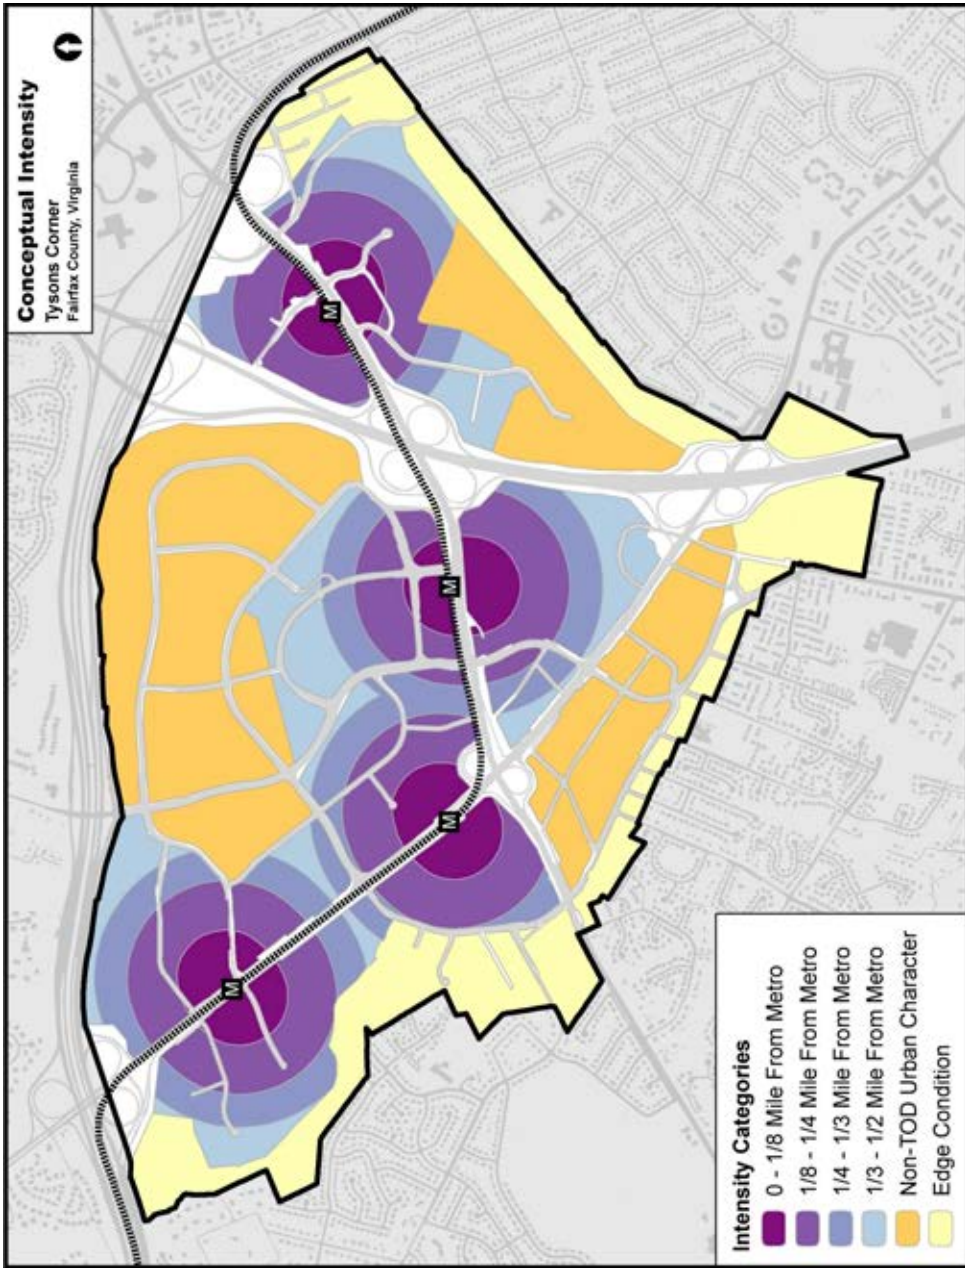 Conceptual Intensity
Tysons Corner
Fairfax County, Virginia
M
M
M
M
Intensity Categories
0 - 1/8 Mile From Metro
1/8 - 1/4 Mile From Metro
1/4 - 1/3 Mile From Metro
1/3 - 1/2 Mile From Metro
Non-TOD Urban Character
Edge Condition